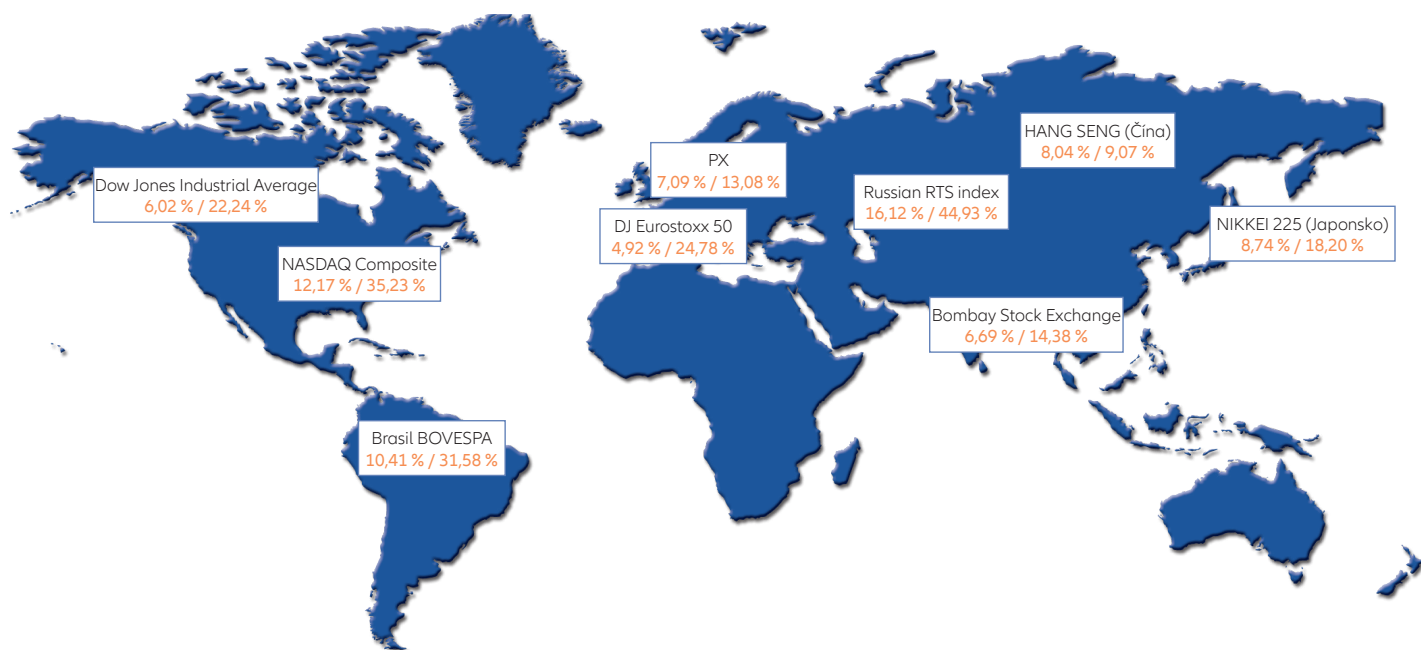 HANG SENG (Čína)
8,04 % / 9,07 %
PX
7,09 % / 13,08 %
Dow Jones Industrial Average
6,02 % / 22,24 %
Russian RTS index
16,12 % / 44,93 %
NIKKEI 225 (Japonsko)
8,74 % / 18,20 %
DJ Eurostoxx 50
4,92 % / 24,78 %
NASDAQ Composite
12,17 % / 35,23 %
Bombay Stock Exchange
6,69 % / 14,38 %
Brasil BOVESPA
10,41 % / 31,58 %